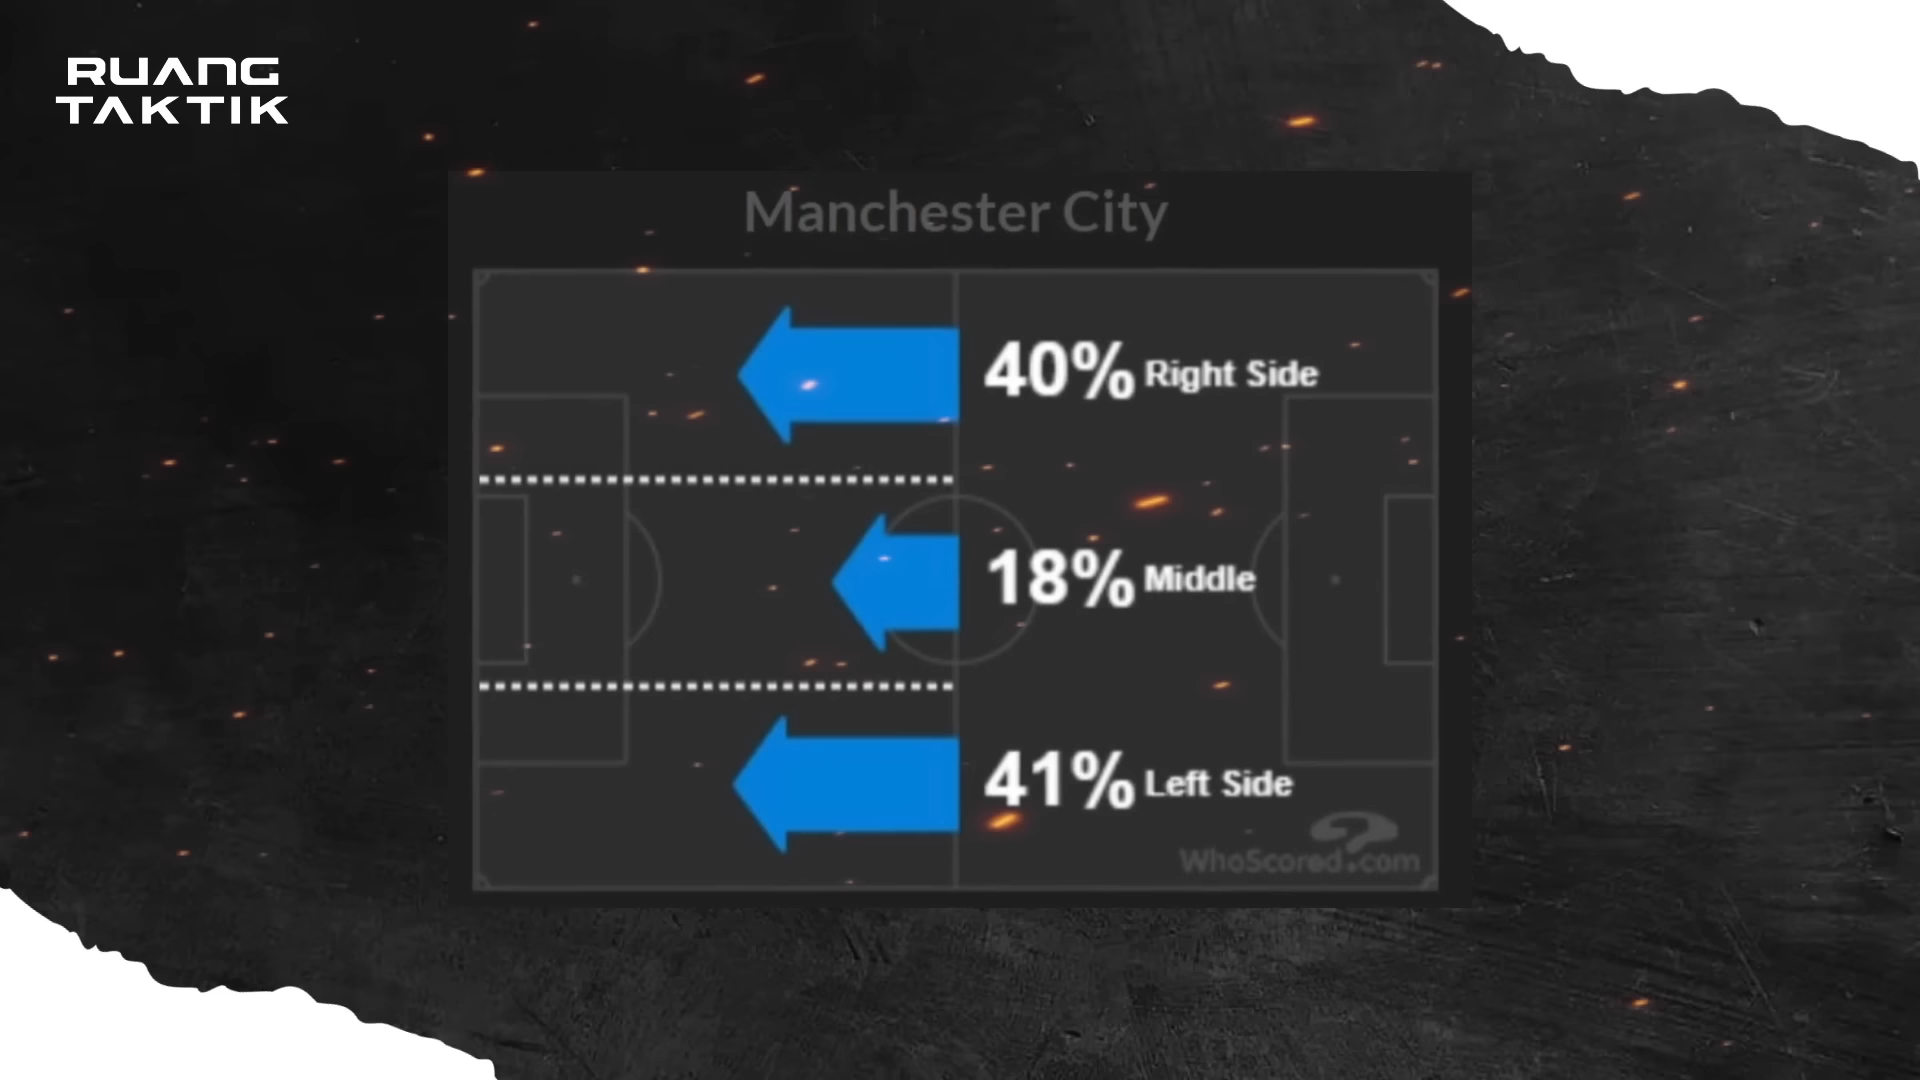 RUANG
TAKTIK
Manchester City
40% Right Side
18% Middle
41% Left Side
WhoScored.com